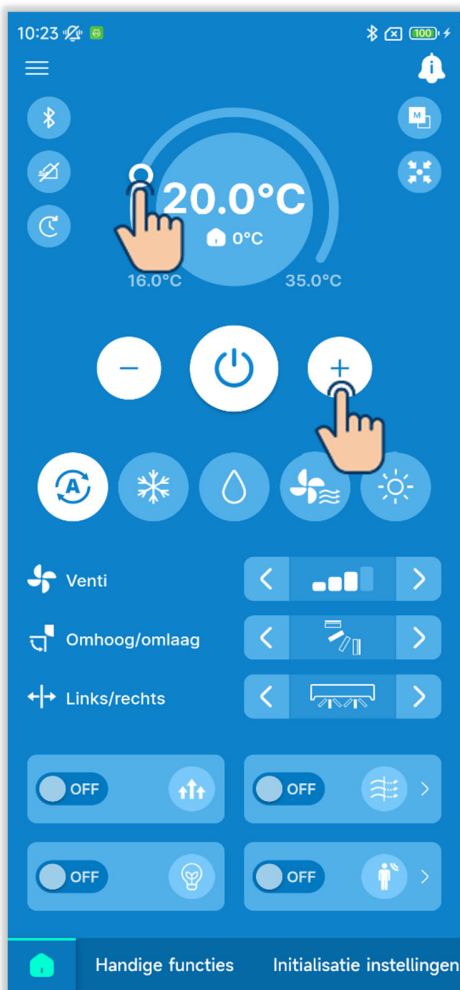 10:23
100
20.0°C
0°C
16.0°C 35.0°C
A
M
Venti
Omhoog/omlaag
Links/rechts
OFF OFF
OFF OFF
Handige functies Initialisatie instellingen